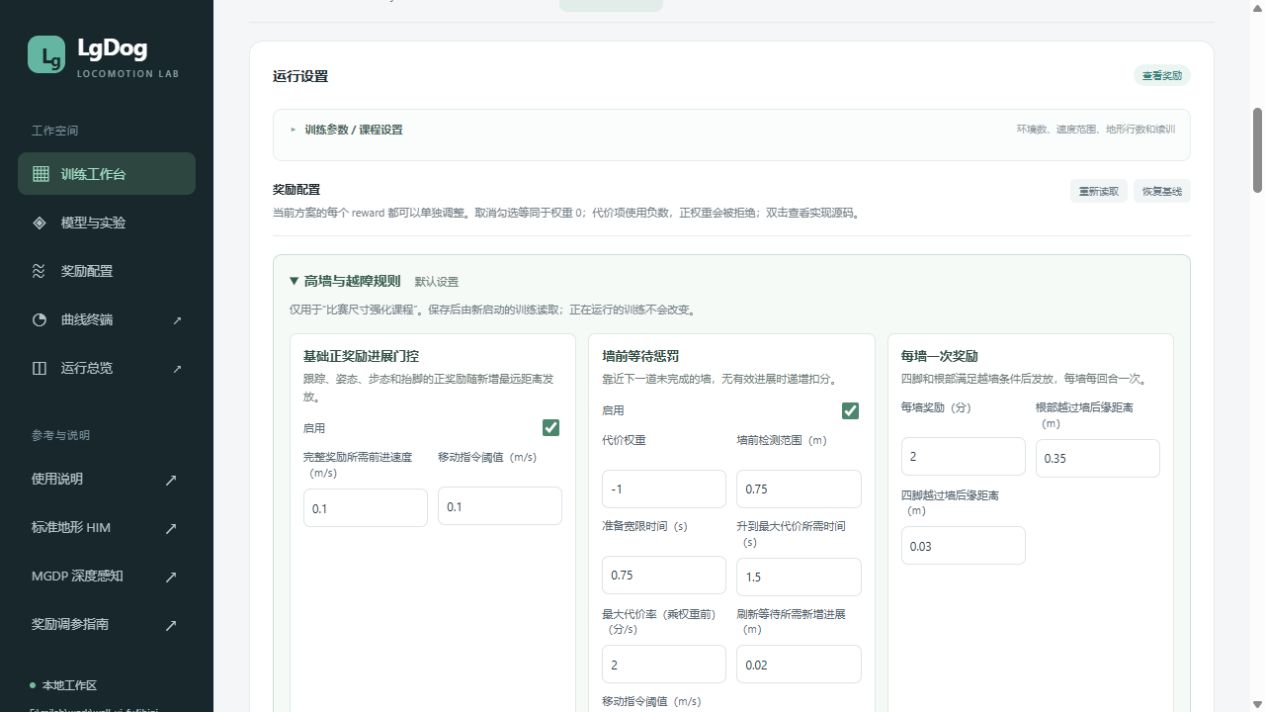 Lg
LgDog
LOCOMOTION LAB
工作空间
训练工作台
模型与实验
奖励配置
曲线终端
运行总览
参考与说明
使用说明
标准地形 HIM
MGDP 深度感知
奖励调参指南
本地工作区
运行设置
查看奖励
训练参数 / 课程设置
环境数、速度范围、地形行数和续训
奖励配置
重新读取
恢复基线
当前方案的每个 reward 都可以单独调整。取消勾选等同于权重 0；代价项使用负数，正权重会被拒绝；双击查看实现源码。
▼ 高墙与越障规则 默认设置
仅用于“比赛尺寸强化课程”。保存后由新启动的训练读取；正在运行的训练不会改变。
基础正奖励进展门控
跟踪、姿态、步态和抬脚的正奖励随新增最远距离发
放。
启用
完整奖励所需前进速度
（m/s）
0.1
移动指令阈值（m/s）
0.1
墙前等待惩罚
靠近下一道未完成的墙，无有效进展时递增扣分。
启用
代价权重
-1
墙前检测范围（m）
0.75
准备宽限时间（s）
0.75
升到最大代价所需时间
（s）
1.5
最大代价率（乘权重前）
（分/s）
2
刷新等待所需新增进展
（m）
0.02
移动指令阈值（m/s）
每墙一次奖励
四脚和根部满足越墙条件后发放，每墙每回合一次。
每墙奖励（分）
2
根部越过墙后缘距离
（m）
0.35
四脚越过墙后缘距离
（m）
0.03